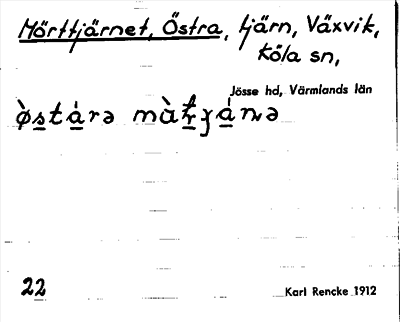 Mörttjärnet, Östra, tjärn, Växvik,
Köla sn,
Jösse hd, Värmlands län
22
Karl Rencke 1912